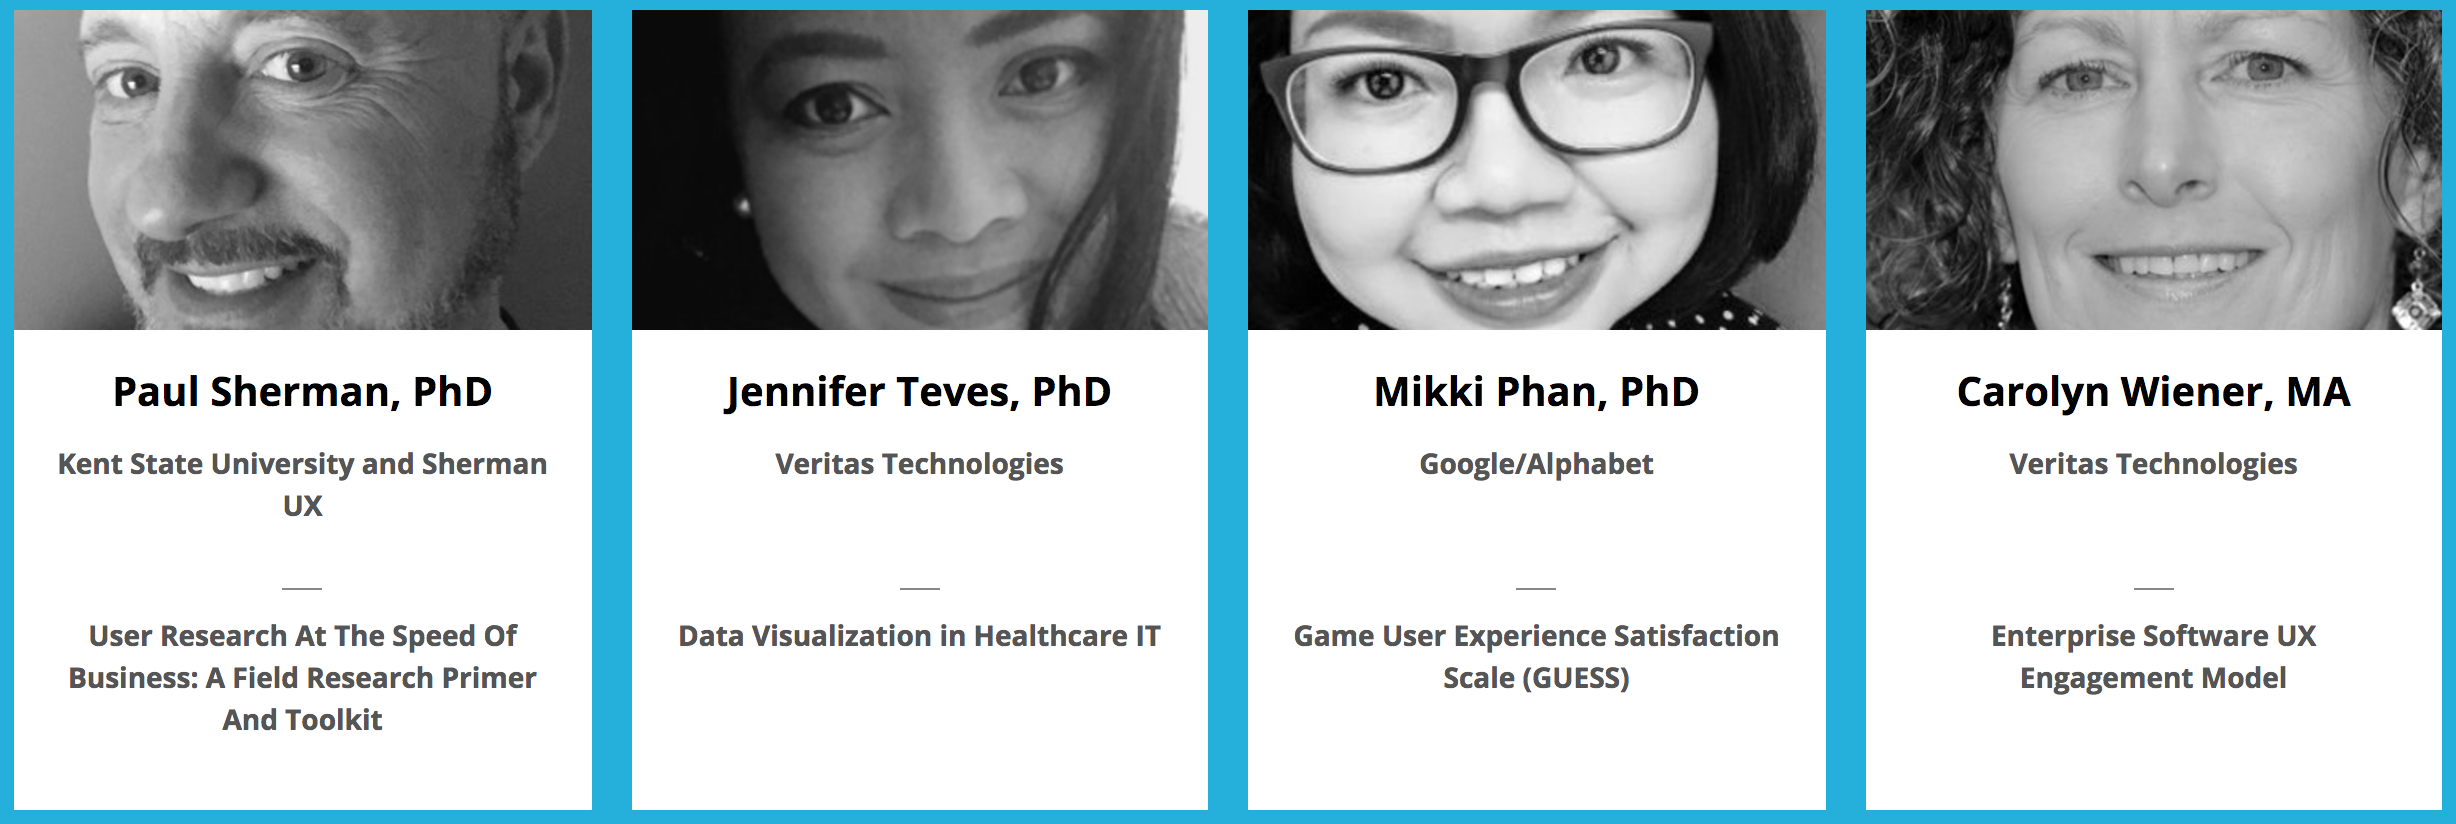 Paul Sherman, PhD
Kent State University and Sherman
UX
User Research At The Speed Of
Business: A Field Research Primer
And Toolkit
Jennifer Teves, PhD
Veritas Technologies
Data Visualization in Healthcare IT
Mikki Phan, PhD
Google/Alphabet
Game User Experience Satisfaction
Scale (GUESS)
Carolyn Wiener, MA
Veritas Technologies
Enterprise Software UX
Engagement Model